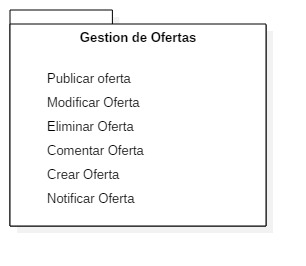 Gestion de Ofertas
Publicar oferta
Modificar Oferta
Eliminar Oferta
Comentar Oferta
Crear Oferta
Notificar Oferta